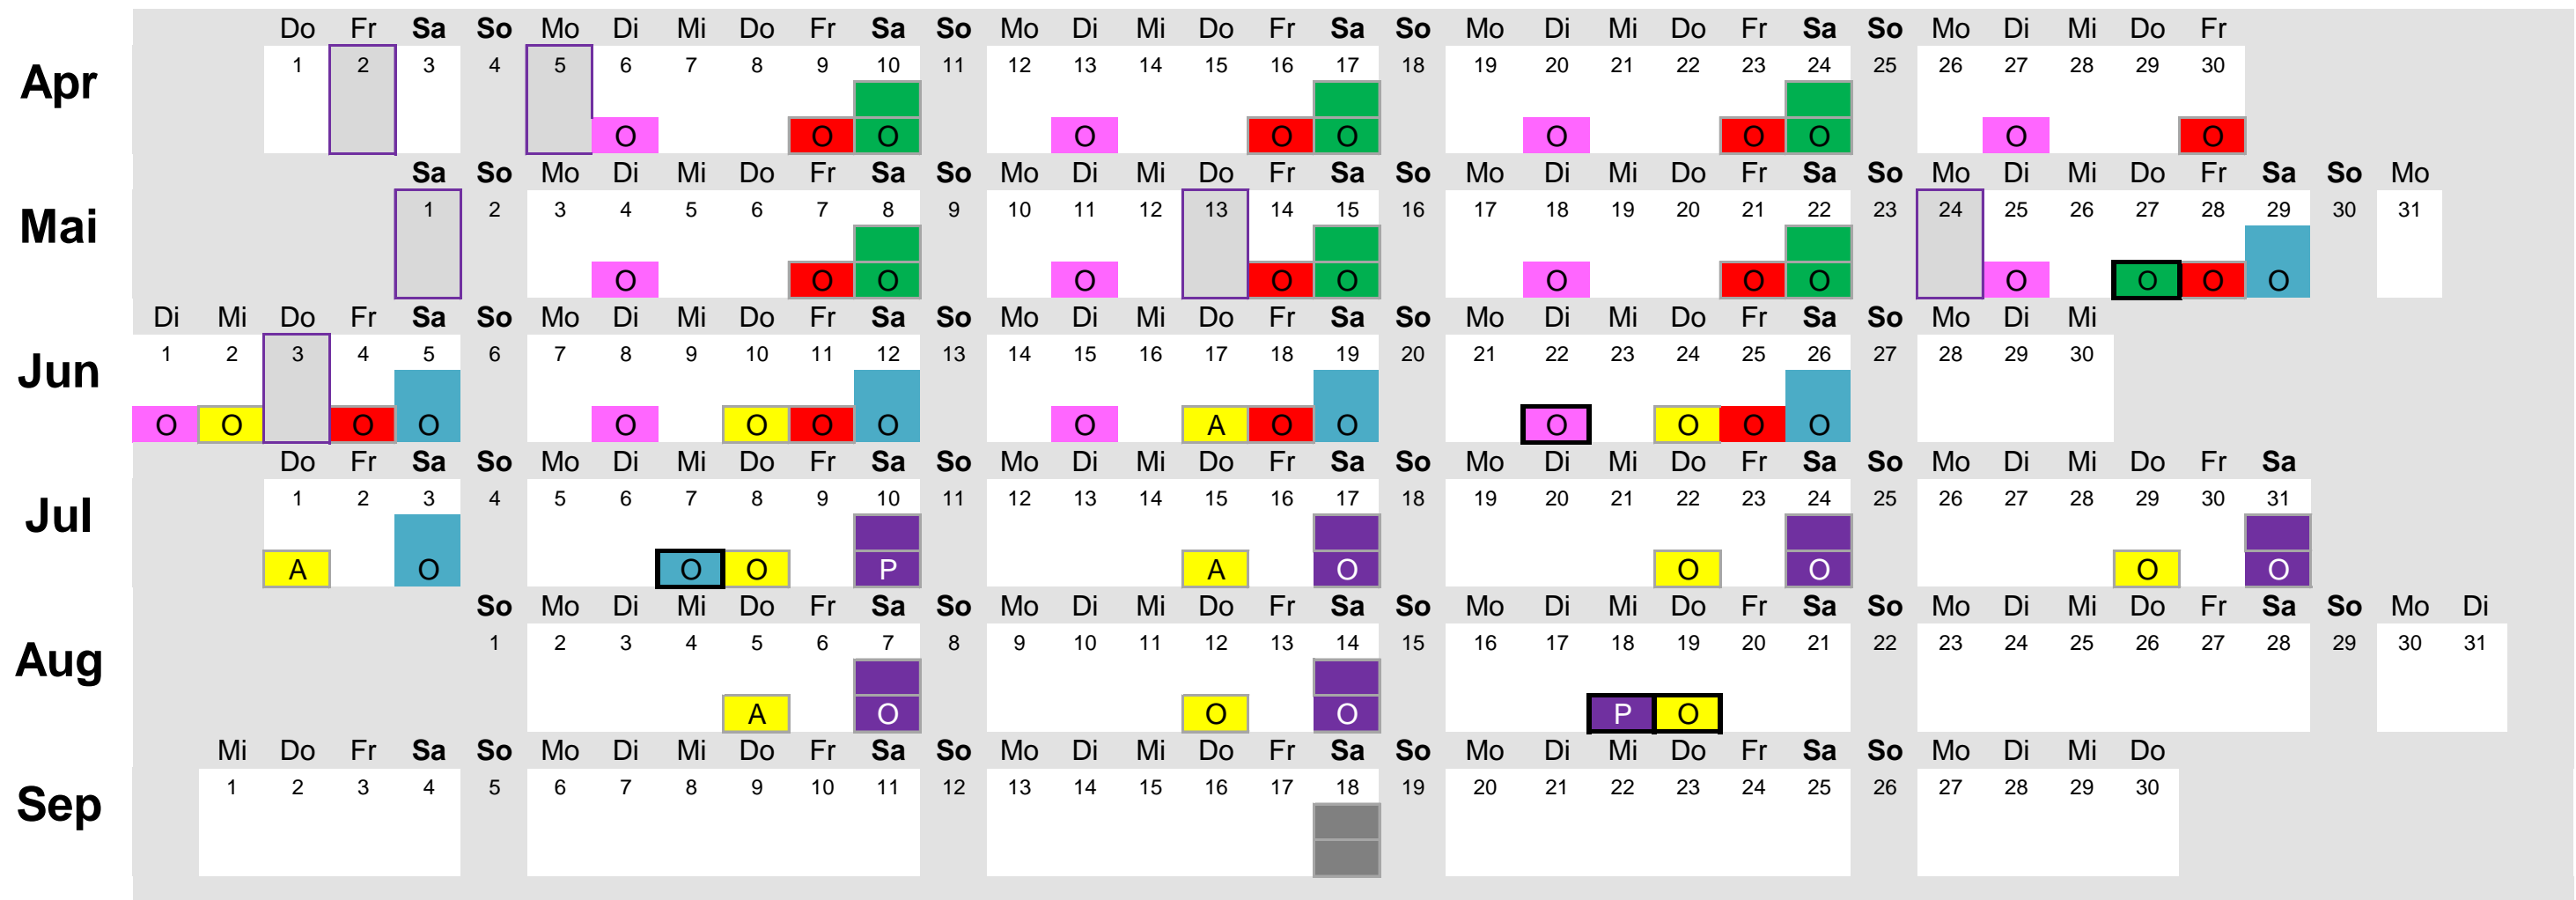 Do Fr Sa So Mo Di Mi Do Fr Sa So Mo Di Mi Do Fr Sa So Mo Di Mi Do Fr Sa So Mo Di Mi Do Fr
Apr
1 2 3 4 5 6 7 8 9 10 11 12 13 14 15 16 17 18 19 20 21 22 23 24 25 26 27 28 29 30
O O O O O O O O O O O
Sa So Mo Di Mi Do Fr Sa So Mo Di Mi Do Fr Sa So Mo Di Mi Do Fr Sa So Mo Di Mi Do Fr Sa So Mo
Mai
1 2 3 4 5 6 7 8 9 10 11 12 13 14 15 16 17 18 19 20 21 22 23 24 25 26 27 28 29 30 31
O O O O O O O O O O O O O
Di Mi Do Fr Sa So Mo Di Mi Do Fr Sa So Mo Di Mi Do Fr Sa So Mo Di Mi Do Fr Sa So Mo Di Mi
Jun
1 2 3 4 5 6 7 8 9 10 11 12 13 14 15 16 17 18 19 20 21 22 23 24 25 26 27 28 29 30
O O O O O O O O O A O O O O O O
Do Fr Sa So Mo Di Mi Do Fr Sa So Mo Di Mi Do Fr Sa So Mo Di Mi Do Fr Sa So Mo Di Mi Do Fr Sa
Jul
1 2 3 4 5 6 7 8 9 10 11 12 13 14 15 16 17 18 19 20 21 22 23 24 25 26 27 28 29 30 31
A O O O P A O O O O O
So Mo Di Mi Do Fr Sa So Mo Di Mi Do Fr Sa So Mo Di Mi Do Fr Sa So Mo Di Mi Do Fr Sa So Mo Di
Aug
1 2 3 4 5 6 7 8 9 10 11 12 13 14 15 16 17 18 19 20 21 22 23 24 25 26 27 28 29 30 31
A O O O P O
Mi Do Fr Sa So Mo Di Mi Do Fr Sa So Mo Di Mi Do Fr Sa So Mo Di Mi Do Fr Sa So Mo Di Mi Do
Sep
1 2 3 4 5 6 7 8 9 10 11 12 13 14 15 16 17 18 19 20 21 22 23 24 25 26 27 28 29 30